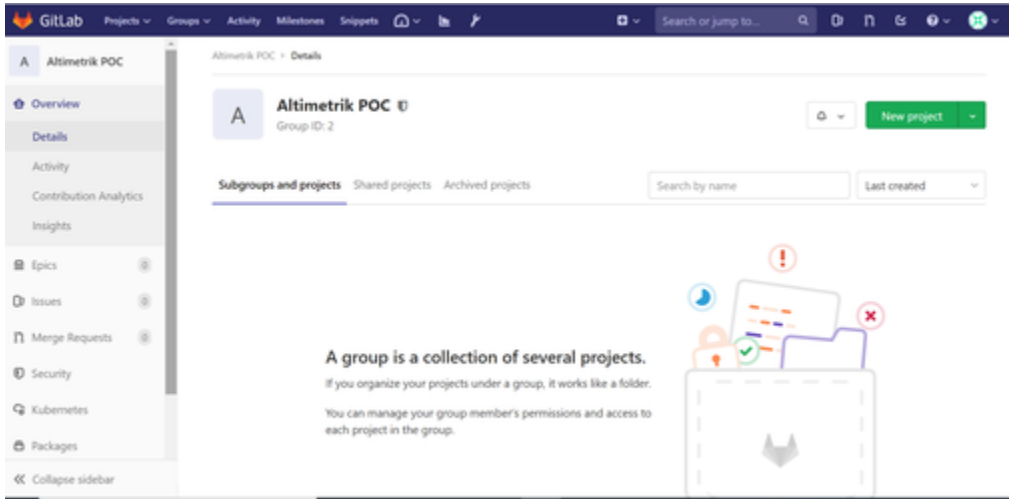 GitLab Projects Groups Activity Milestones Snippets Search or jump to...
A Altimetrik POC
Altimetrik POC > Details
Overview
Details
Activity
Contribution Analytics
Insights
Epics 0
Issues 0
Merge Requests 0
Security
Kubernetes
Packages
Collapse sidebar
A
Altimetrik POC
Group ID: 2
New project
Subgroups and projects Shared projects Archived projects Search by name Last created
A group is a collection of several projects.
If you organize your projects under a group, it works like a folder.
You can manage your group member's permissions and access to
each project in the group.